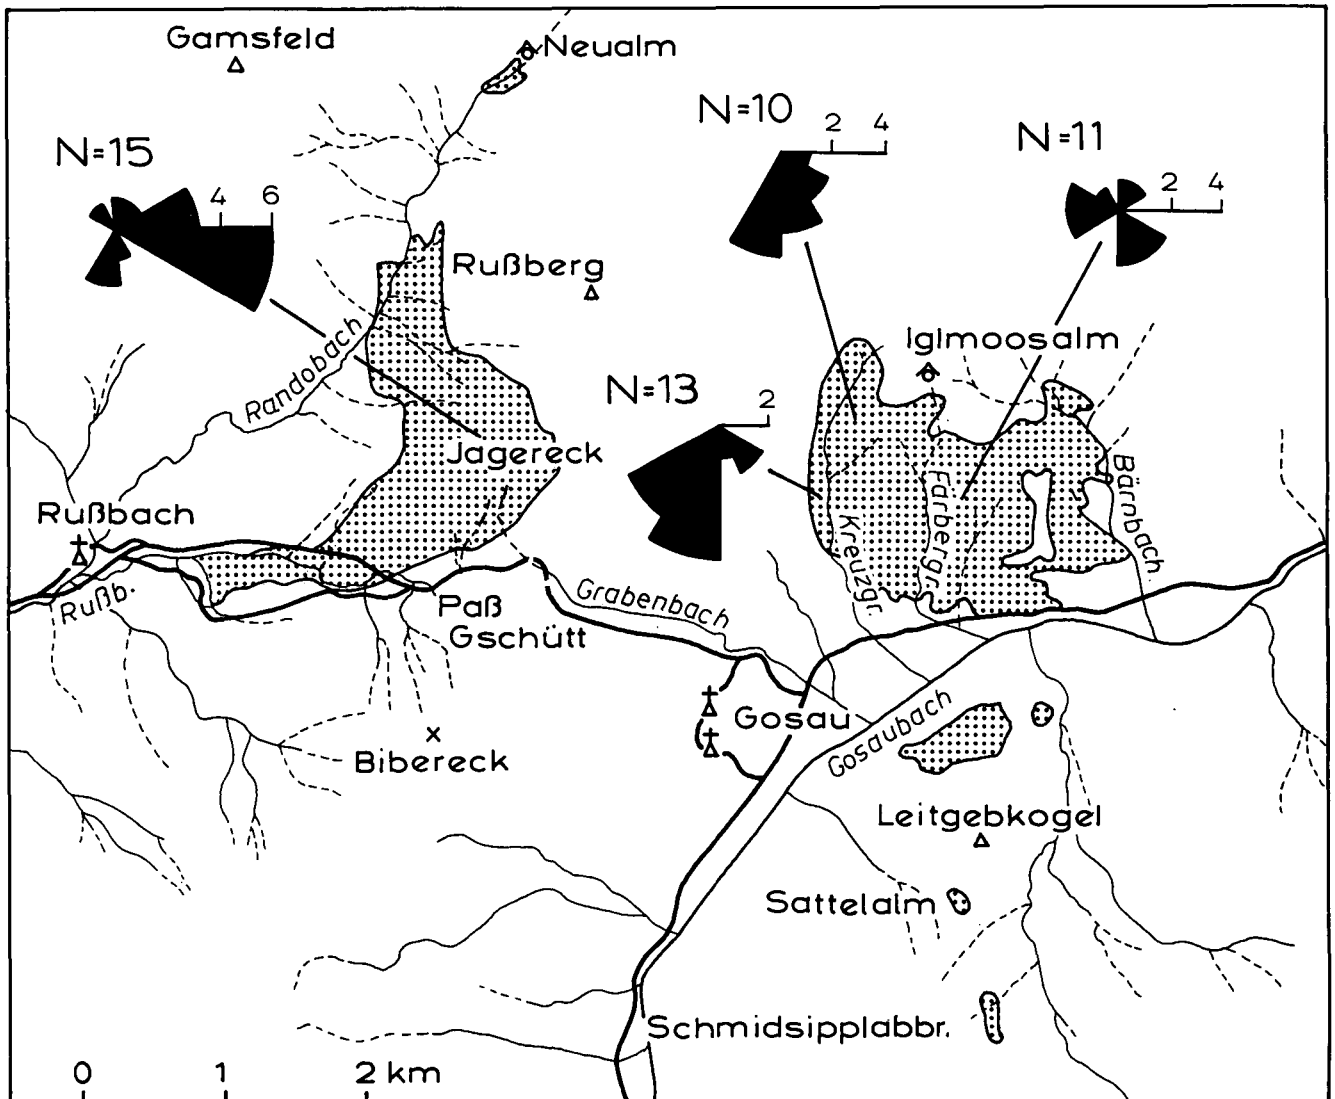 Gamsfeld
Neualm
N=10
2 4
N=11
2 4
N=15
4 6
Rußberg
Iglmoosalm
Randobach
N=13
2
Jagereck
Bärnbach
Färbergr.
Kreuzgr.
Rußbach
Rußb.
Paß
Gschütt
Grabenbach
Gosau
Gosaubach
Bibereck
Leitgebkogel
Sattelalm
Schmidsipplabbr.
0 1 2 km